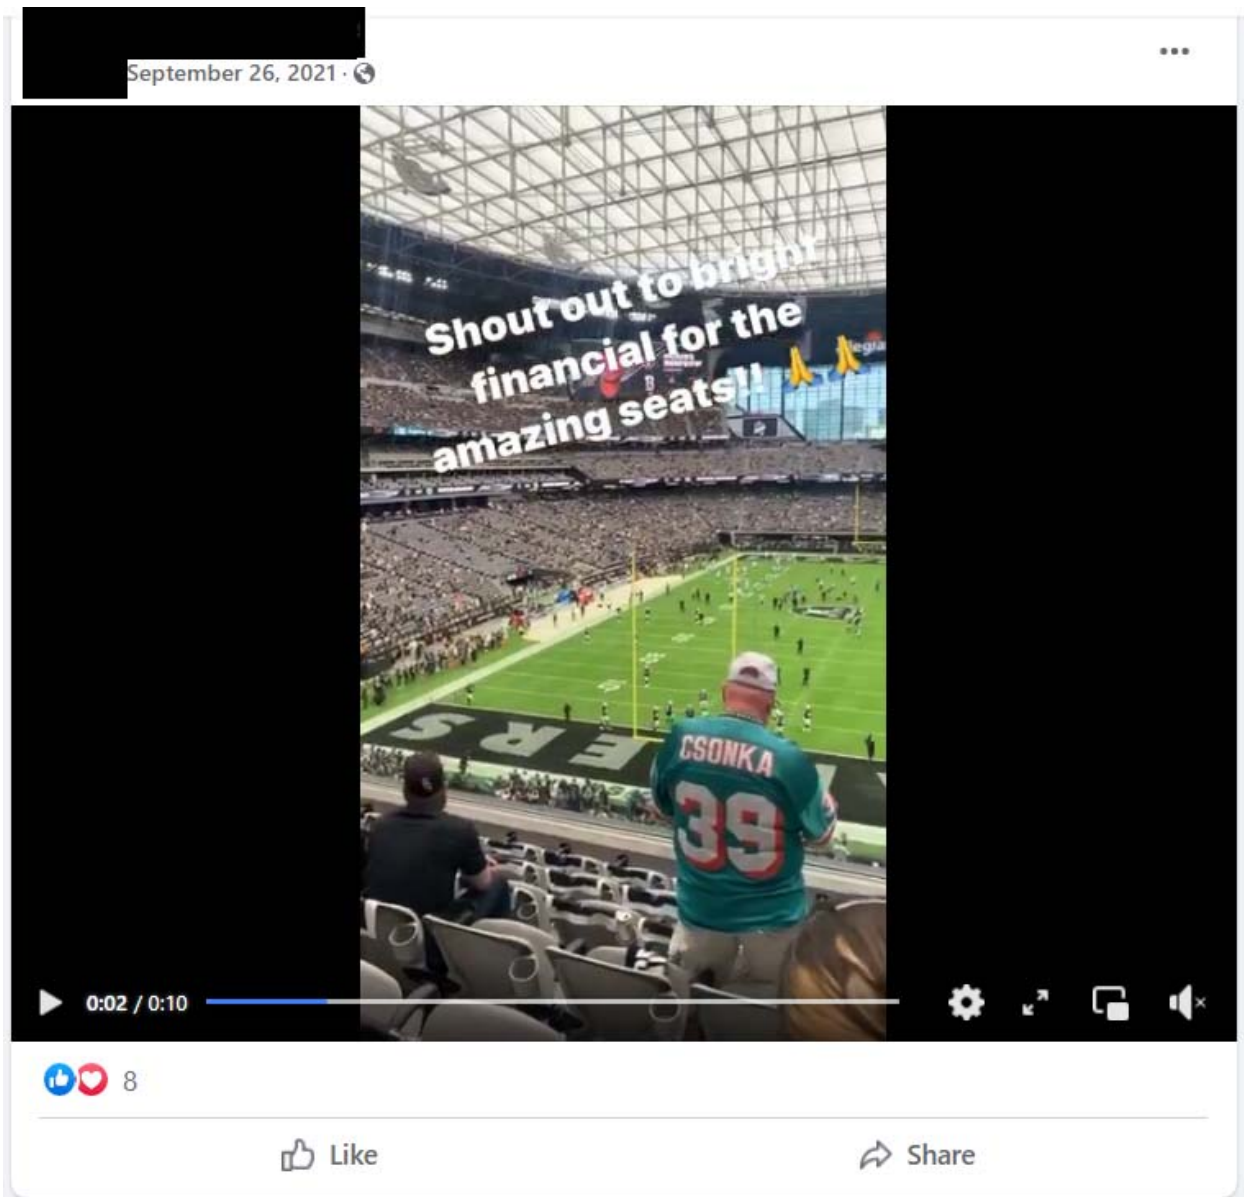 September 26, 2021 ·
Shout out to bright
financial for the
amazing seats!! 🙏 🙏
CSONKA
39
ERS
0:02 / 0:10
8
Like
Share